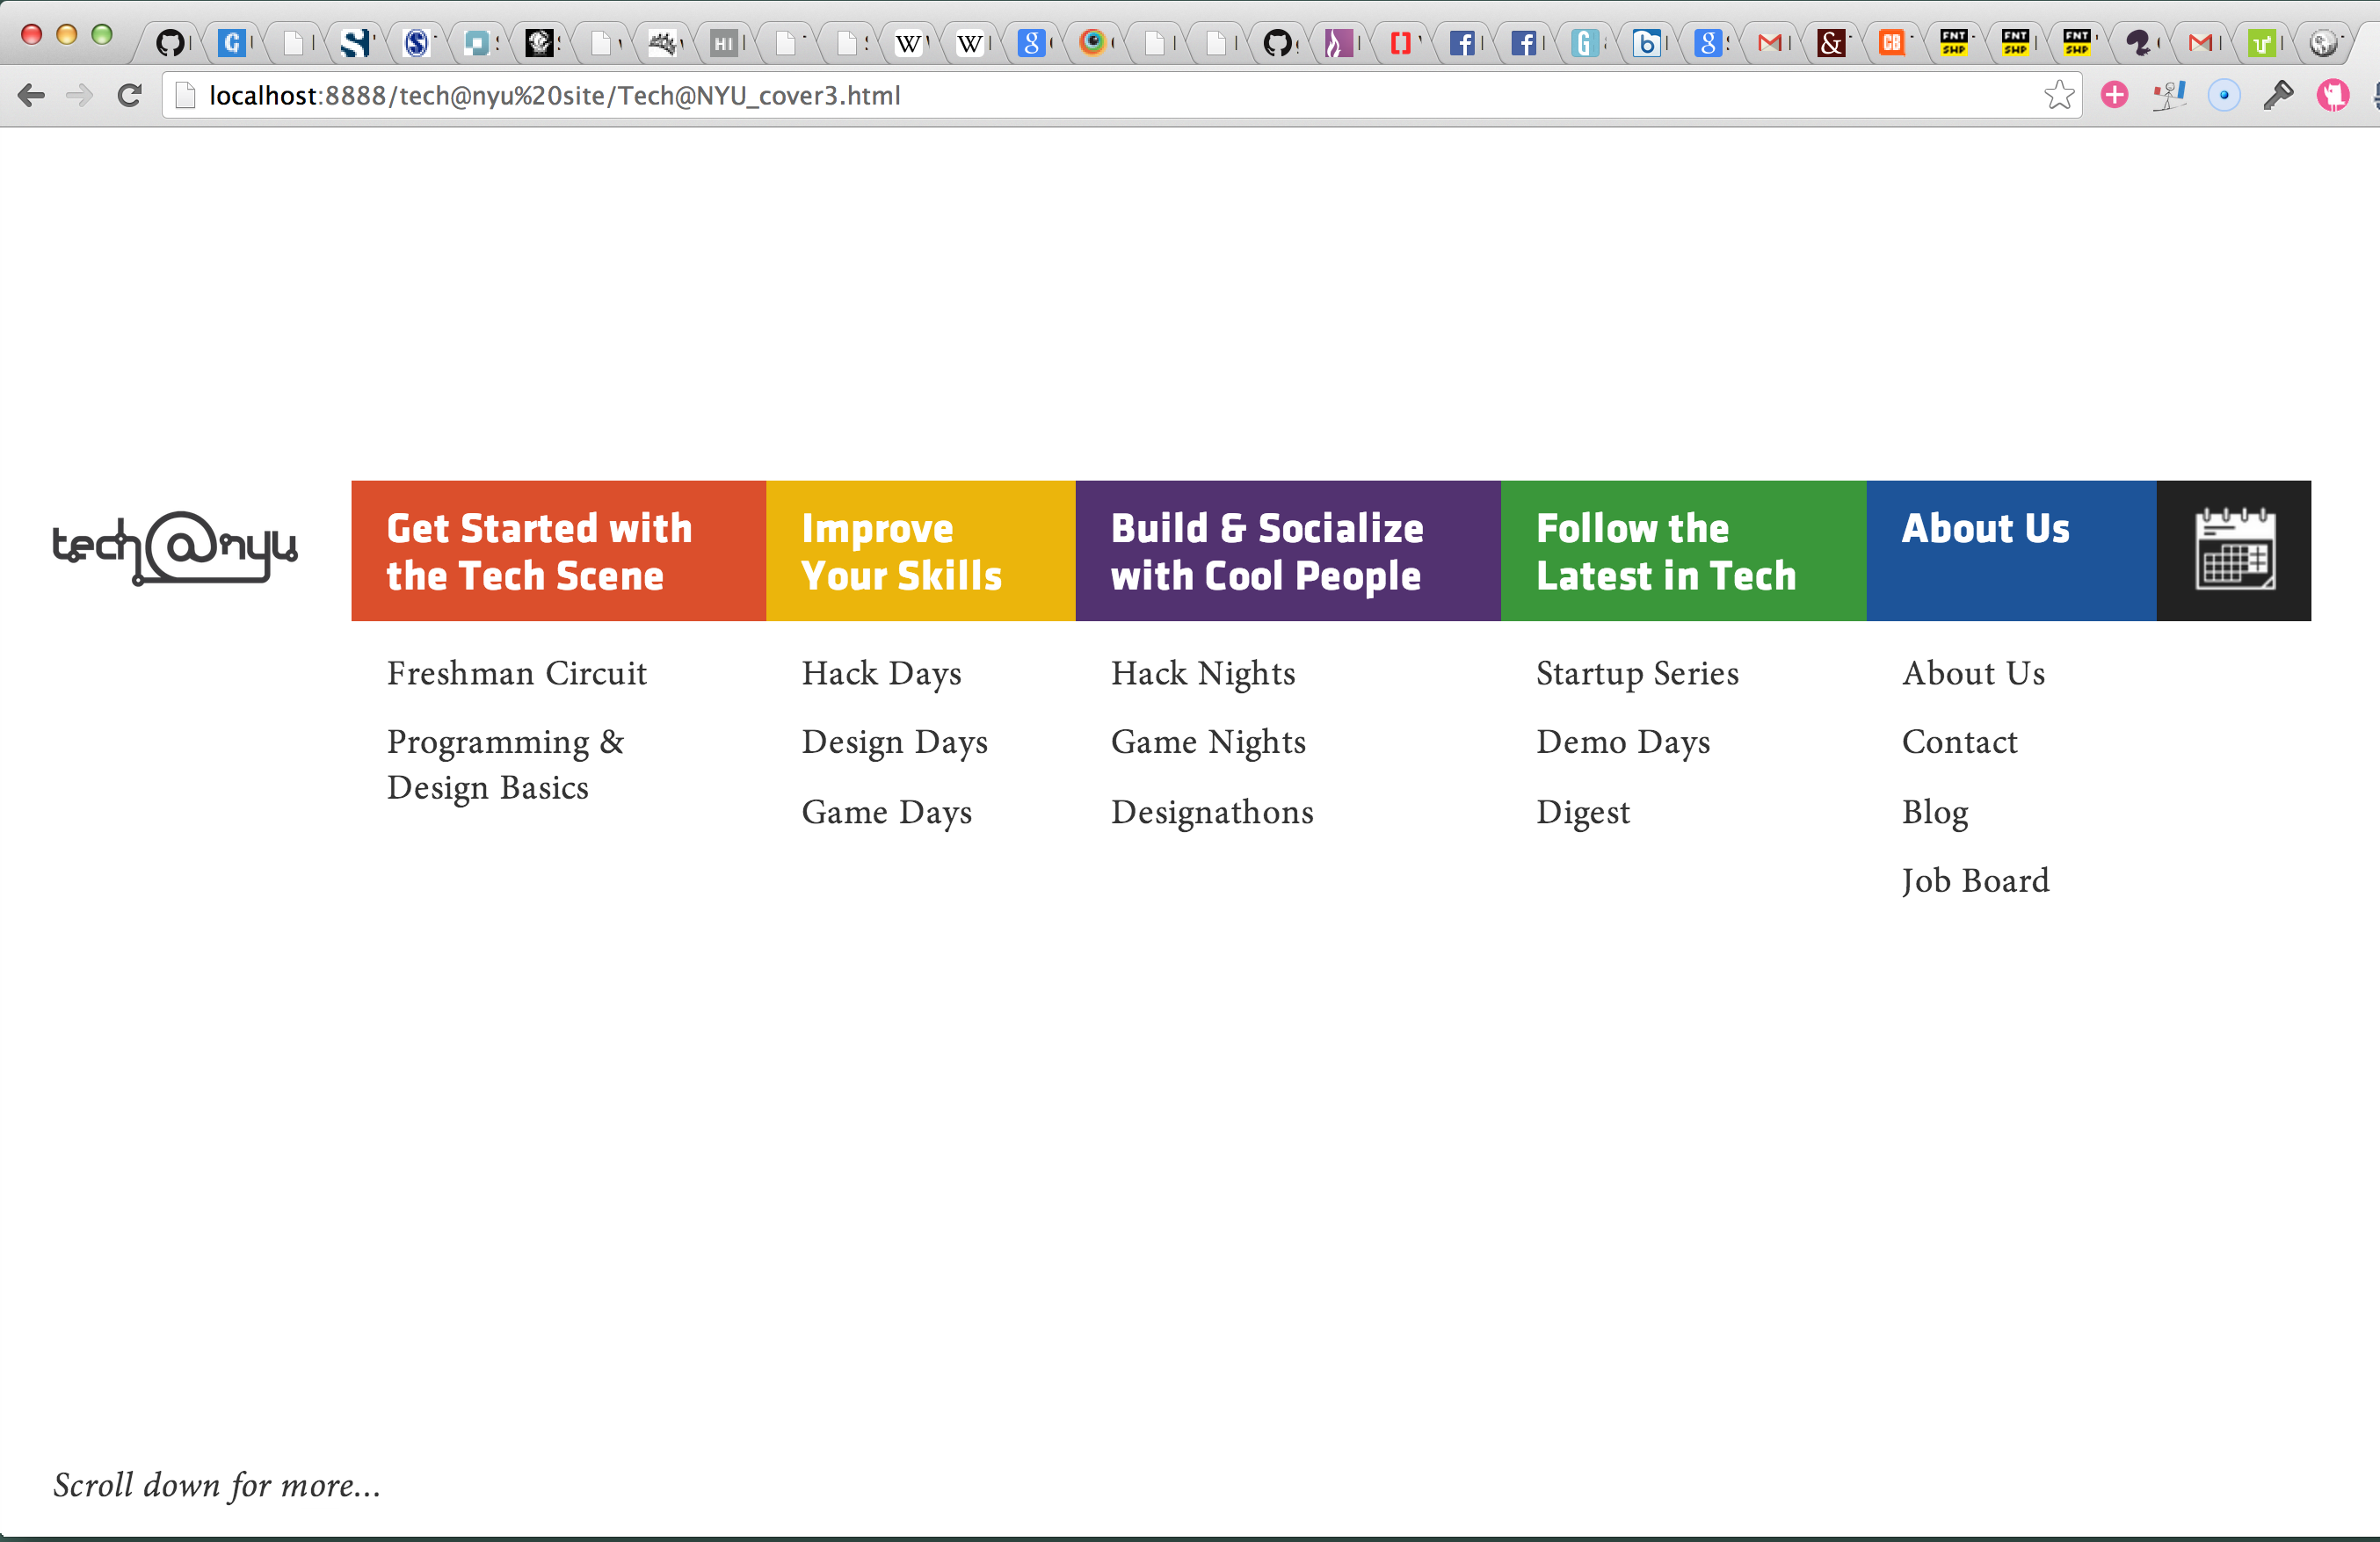 localhost:8888/tech@nyu%20site/Tech@NYU_cover3.html
tech@nyu
Get Started with
the Tech Scene
Improve
Your Skills
Build & Socialize
with Cool People
Follow the
Latest in Tech
About Us
Freshman Circuit
Programming &
Design Basics
Hack Days
Design Days
Game Days
Hack Nights
Game Nights
Designathons
Startup Series
Demo Days
Digest
About Us
Contact
Blog
Job Board
Scroll down for more...